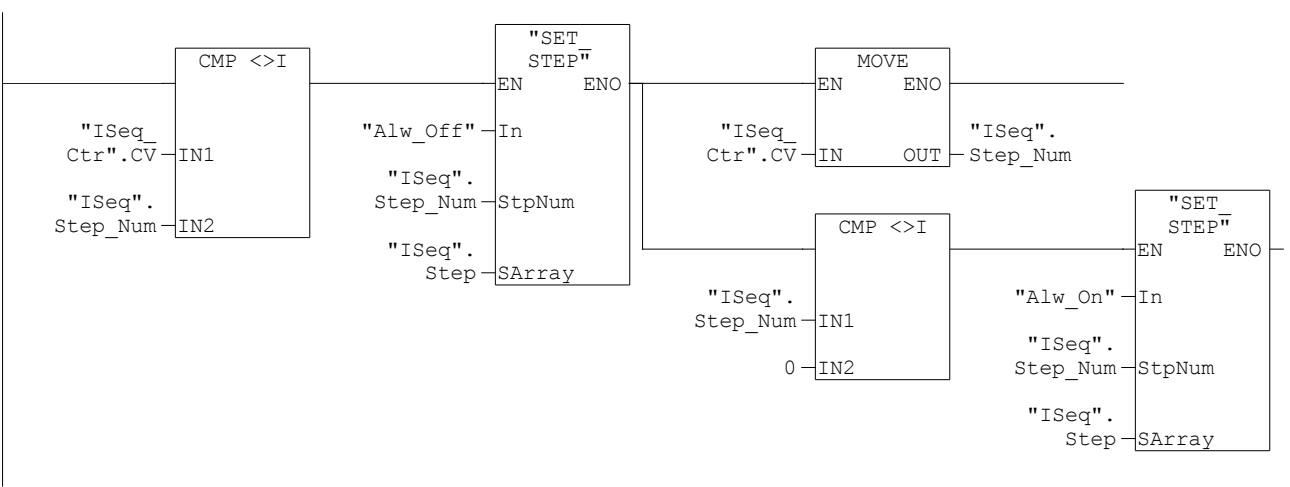 CMP <>I
"ISeq_
Ctr".CV
IN1
"ISeq".
Step_Num
IN2
"SET_
STEP"
EN ENO
"Alw_Off"
In
"ISeq".
Step_Num
StpNum
"ISeq".
Step
SArray
MOVE
EN ENO
"ISeq_
Ctr".CV
IN OUT
"ISeq".
Step_Num
CMP <>I
"ISeq".
Step_Num
IN1
0
IN2
"SET_
STEP"
EN ENO
"Alw_On"
In
"ISeq".
Step_Num
StpNum
"ISeq".
Step
SArray